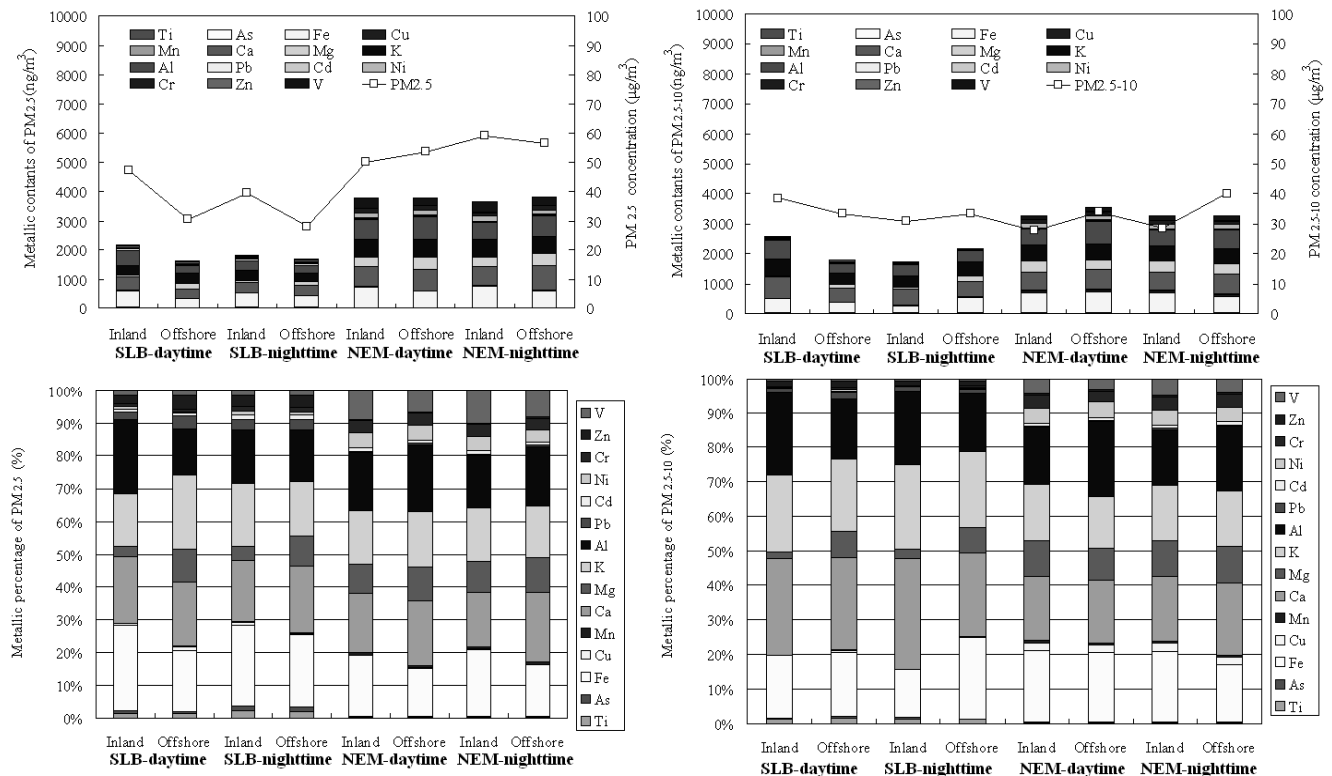 Metallic contants of PM2.5(ng/m3)
10000
9000
8000
7000
6000
5000
4000
3000
2000
1000
0
Ti As Fe Cu
Mn Ca Mg K
Al Pb Cd Ni
Cr Zn V PM2.5
100
90
80
70
60
50
40
30
20
10
0
PM 2.5 concentration (μg/m3)
Inland Offshore Inland Offshore Inland Offshore Inland Offshore
SLB-daytime SLB-nighttime NEM-daytime NEM-nighttime
Metallic contants of PM2.5-10(ng/m3)
10000
9000
8000
7000
6000
5000
4000
3000
2000
1000
0
Ti As Fe Cu
Mn Ca Mg K
Al Pb Cd Ni
Cr Zn V PM2.5-10
100
90
80
70
60
50
40
30
20
10
0
PM 2.5-10 concentration (μg/m3)
Inland Offshore Inland Offshore Inland Offshore Inland Offshore
SLB-daytime SLB-nighttime NEM-daytime NEM-nighttime
Metallic percentage of PM2.5 (%)
100%
90%
80%
70%
60%
50%
40%
30%
20%
10%
0%
V
Zn
Cr
Ni
Cd
Pb
Al
K
Mg
Ca
Mn
Cu
Fe
As
Ti
Inland Offshore Inland Offshore Inland Offshore Inland Offshore
SLB-daytime SLB-nighttime NEM-daytime NEM-nighttime
Metallic percentage of PM2.5-10 (%)
100%
90%
80%
70%
60%
50%
40%
30%
20%
10%
0%
V
Zn
Cr
Ni
Cd
Pb
Al
K
Mg
Ca
Mn
Cu
Fe
As
Ti
Inland Offshore Inland Offshore Inland Offshore Inland Offshore
SLB-daytime SLB-nighttime NEM-daytime NEM-nighttime